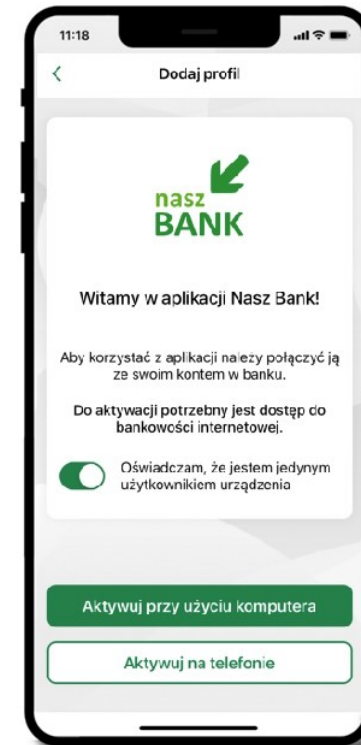 11:18
Dodaj profil
nasz
BANK
Witamy w aplikacji Nasz Bank!
Aby korzystać z aplikacji należy połączyć ją
ze swoim kontem w banku.
Do aktywacji potrzebny jest dostęp do
bankowości internetowej.
Oświadczam, że jestem jedynym
użytkownikiem urządzenia
Aktywuj przy użyciu komputera
Aktywuj na telefonie